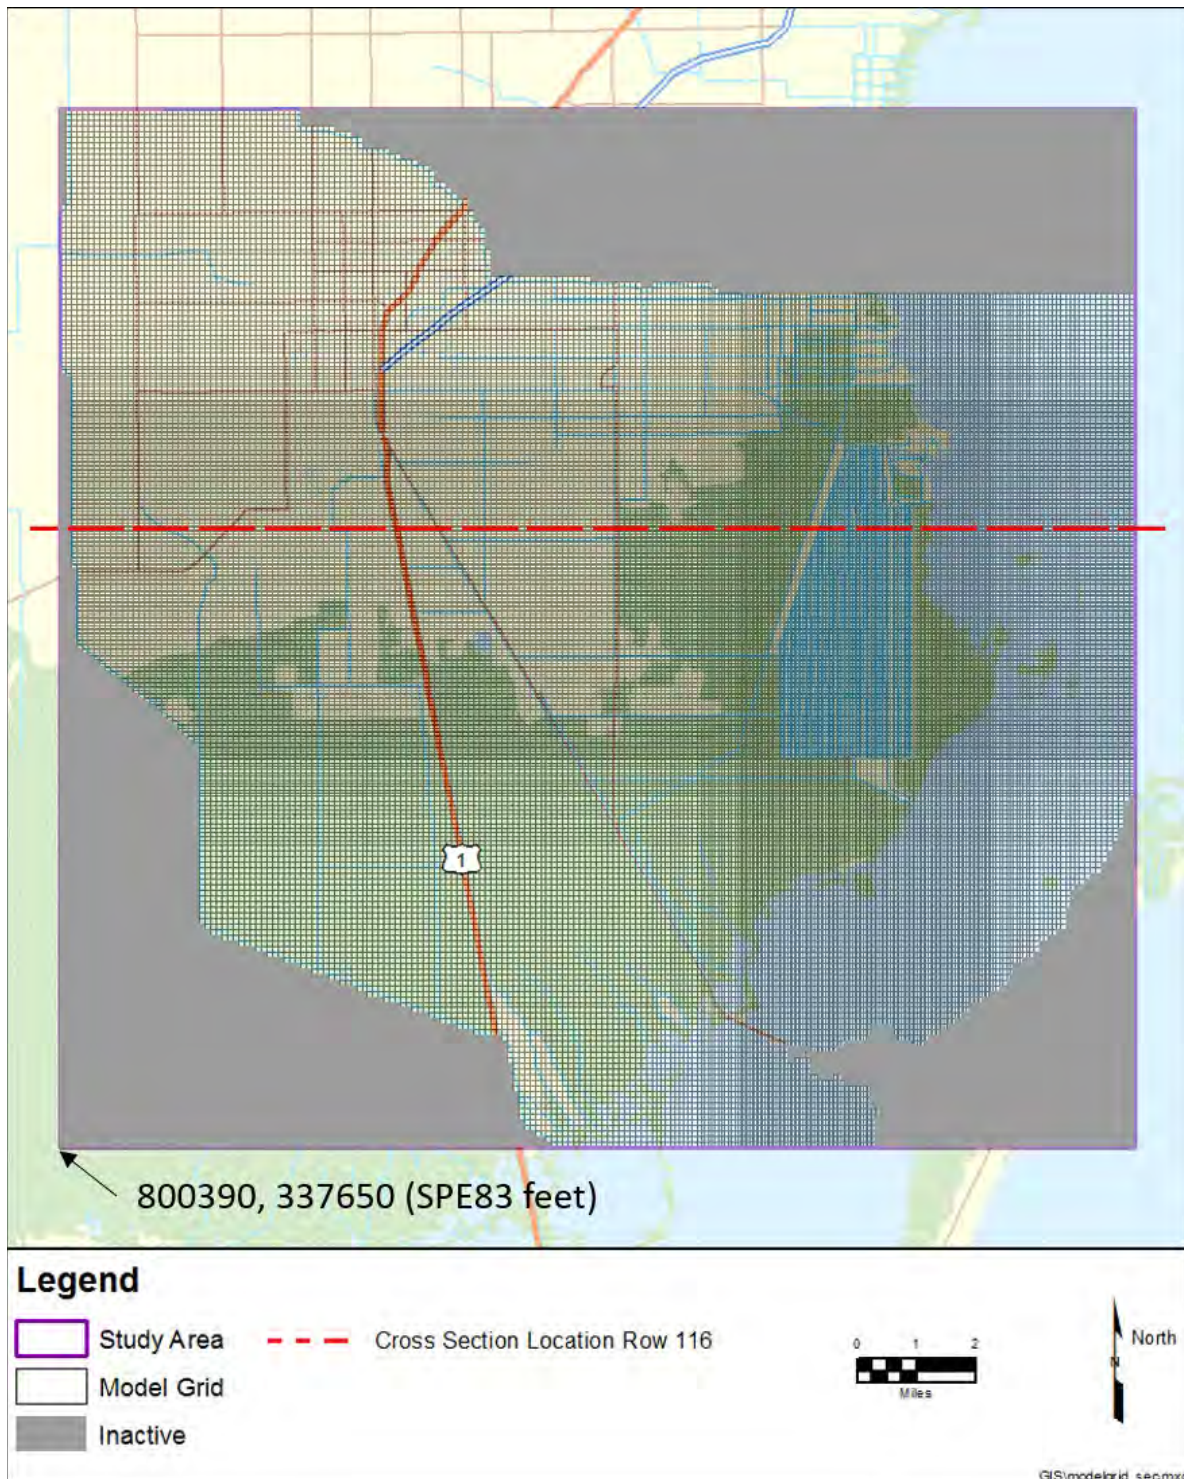 1
800390, 337650 (SPE83 feet)
Legend
Study Area
Cross Section Location Row 116
Model Grid
Inactive
0 1 2
Miles
North
N